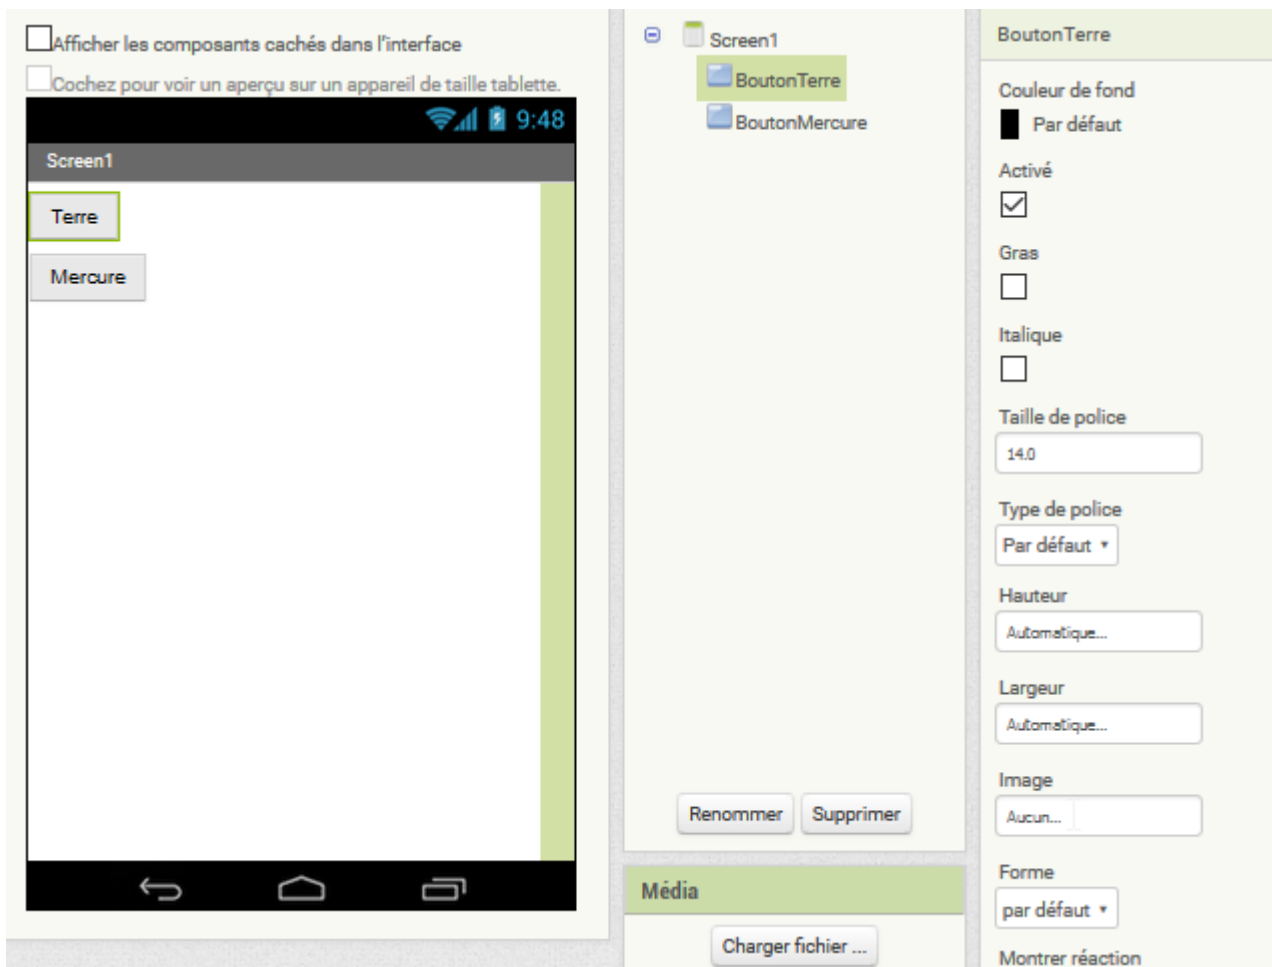 Afficher les composants cachés dans l'interface
Cochez pour voir un aperçu sur un appareil de taille tablette.
9:48
Screen1
Terre
Mercure
Screen1
BoutonTerre
BoutonMercure
Renommer Supprimer
Média
Charger fichier ...
BoutonTerre
Couleur de fond
Par défaut
Activé
Gras
Italique
Taille de police
14.0
Type de police
Par défaut
Hauteur
Automatique...
Largeur
Automatique...
Image
Aucun...
Forme
par défaut
Montrer réaction